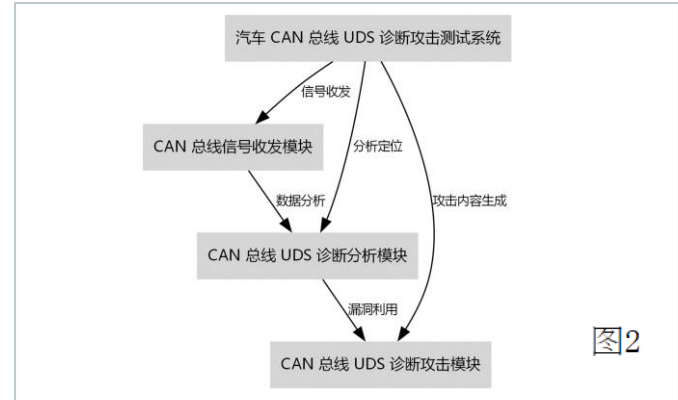 汽车 CAN 总线 UDS 诊断攻击测试系统
信号收发
CAN 总线信号收发模块
分析定位
数据分析
攻击内容生成
CAN 总线 UDS 诊断分析模块
漏洞利用
CAN 总线 UDS 诊断攻击模块
图2